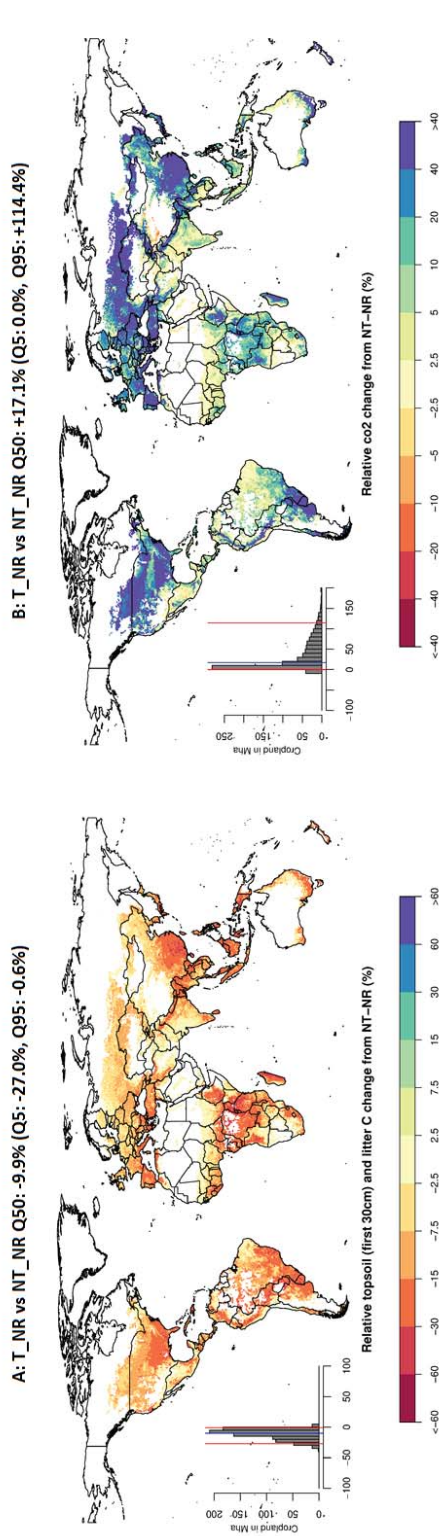 A: T_NR vs NT_NR Q50: -9.9% (Q5: -27.0%, Q95: -0.6%)
Cropland in Mha
0 50 100 150 200
-100 -50 0 50 100
Relative topsoil (first 30cm) and litter C change from NT-NR (%)
<-60 -60 -30 -15 -7.5 -2.5 2.5 7.5 15 30 60 >60
B: T_NR vs NT_NR Q50: +17.1% (Q5: 0.0%, Q95: +114.4%)
Cropland in Mha
0 50 150 250
-100 0 50 150
Relative co2 change from NT-NR (%)
<-40 -40 -20 -10 -5 -2.5 2.5 5 10 20 40 >40